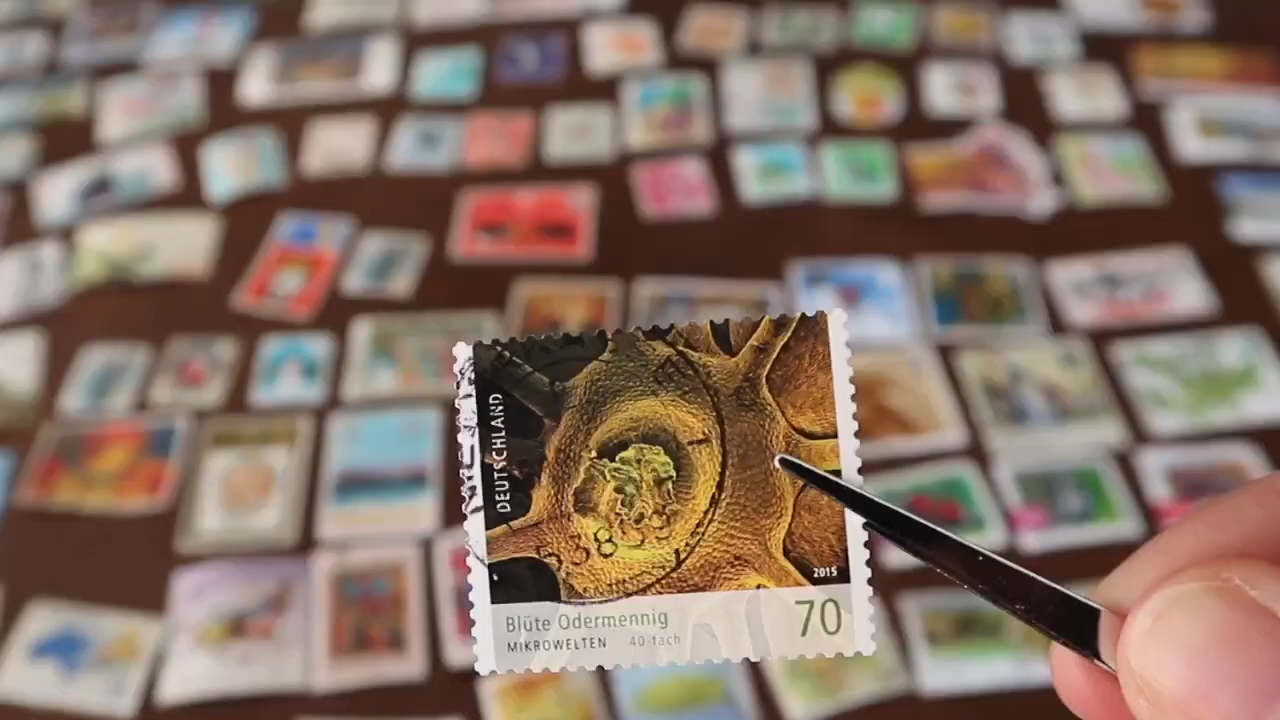 DEUTSCHLAND
2015
Blüte Odermennig
70
MIKROWELTEN 40-fach